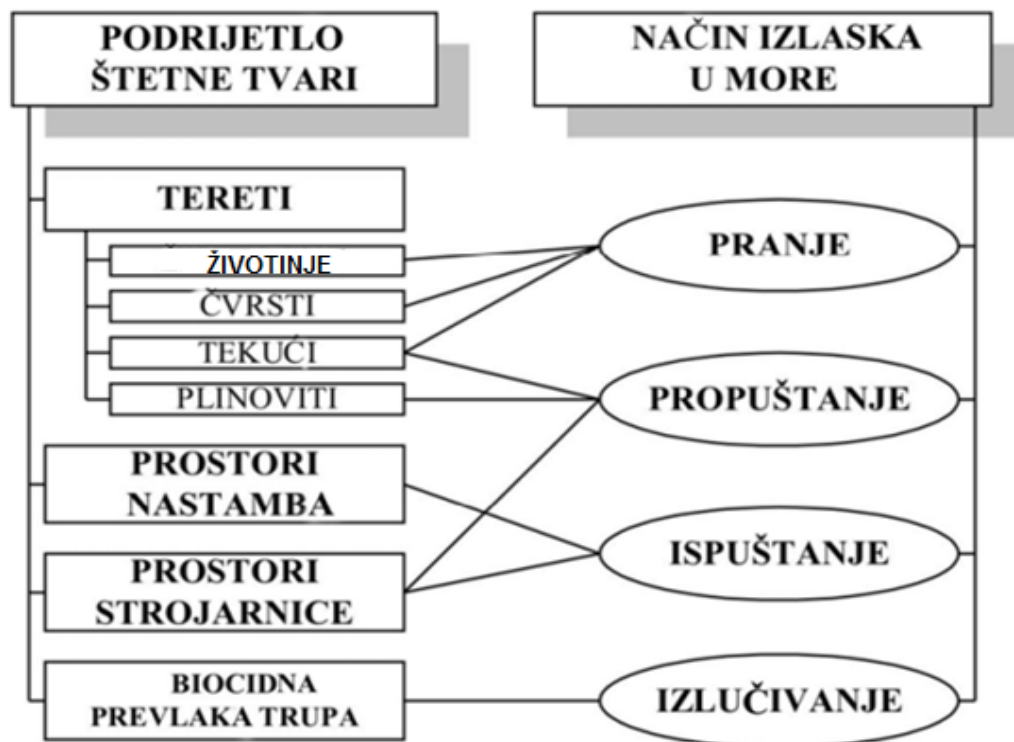 PODRIJETLO
ŠTETNE TVARI
NAČIN IZLASKA
U MORE
TERETI
ŽIVOTINJE
ČVRSTI
TEKUĆI
PLINOVITI
PROSTORI
NASTAMBA
PROSTORI
STROJARNICE
BIOCIDNA
PREVLAKA TRUPA
PRANJE
PROPUŠTANJE
ISPUŠTANJE
IZLUČIVANJE